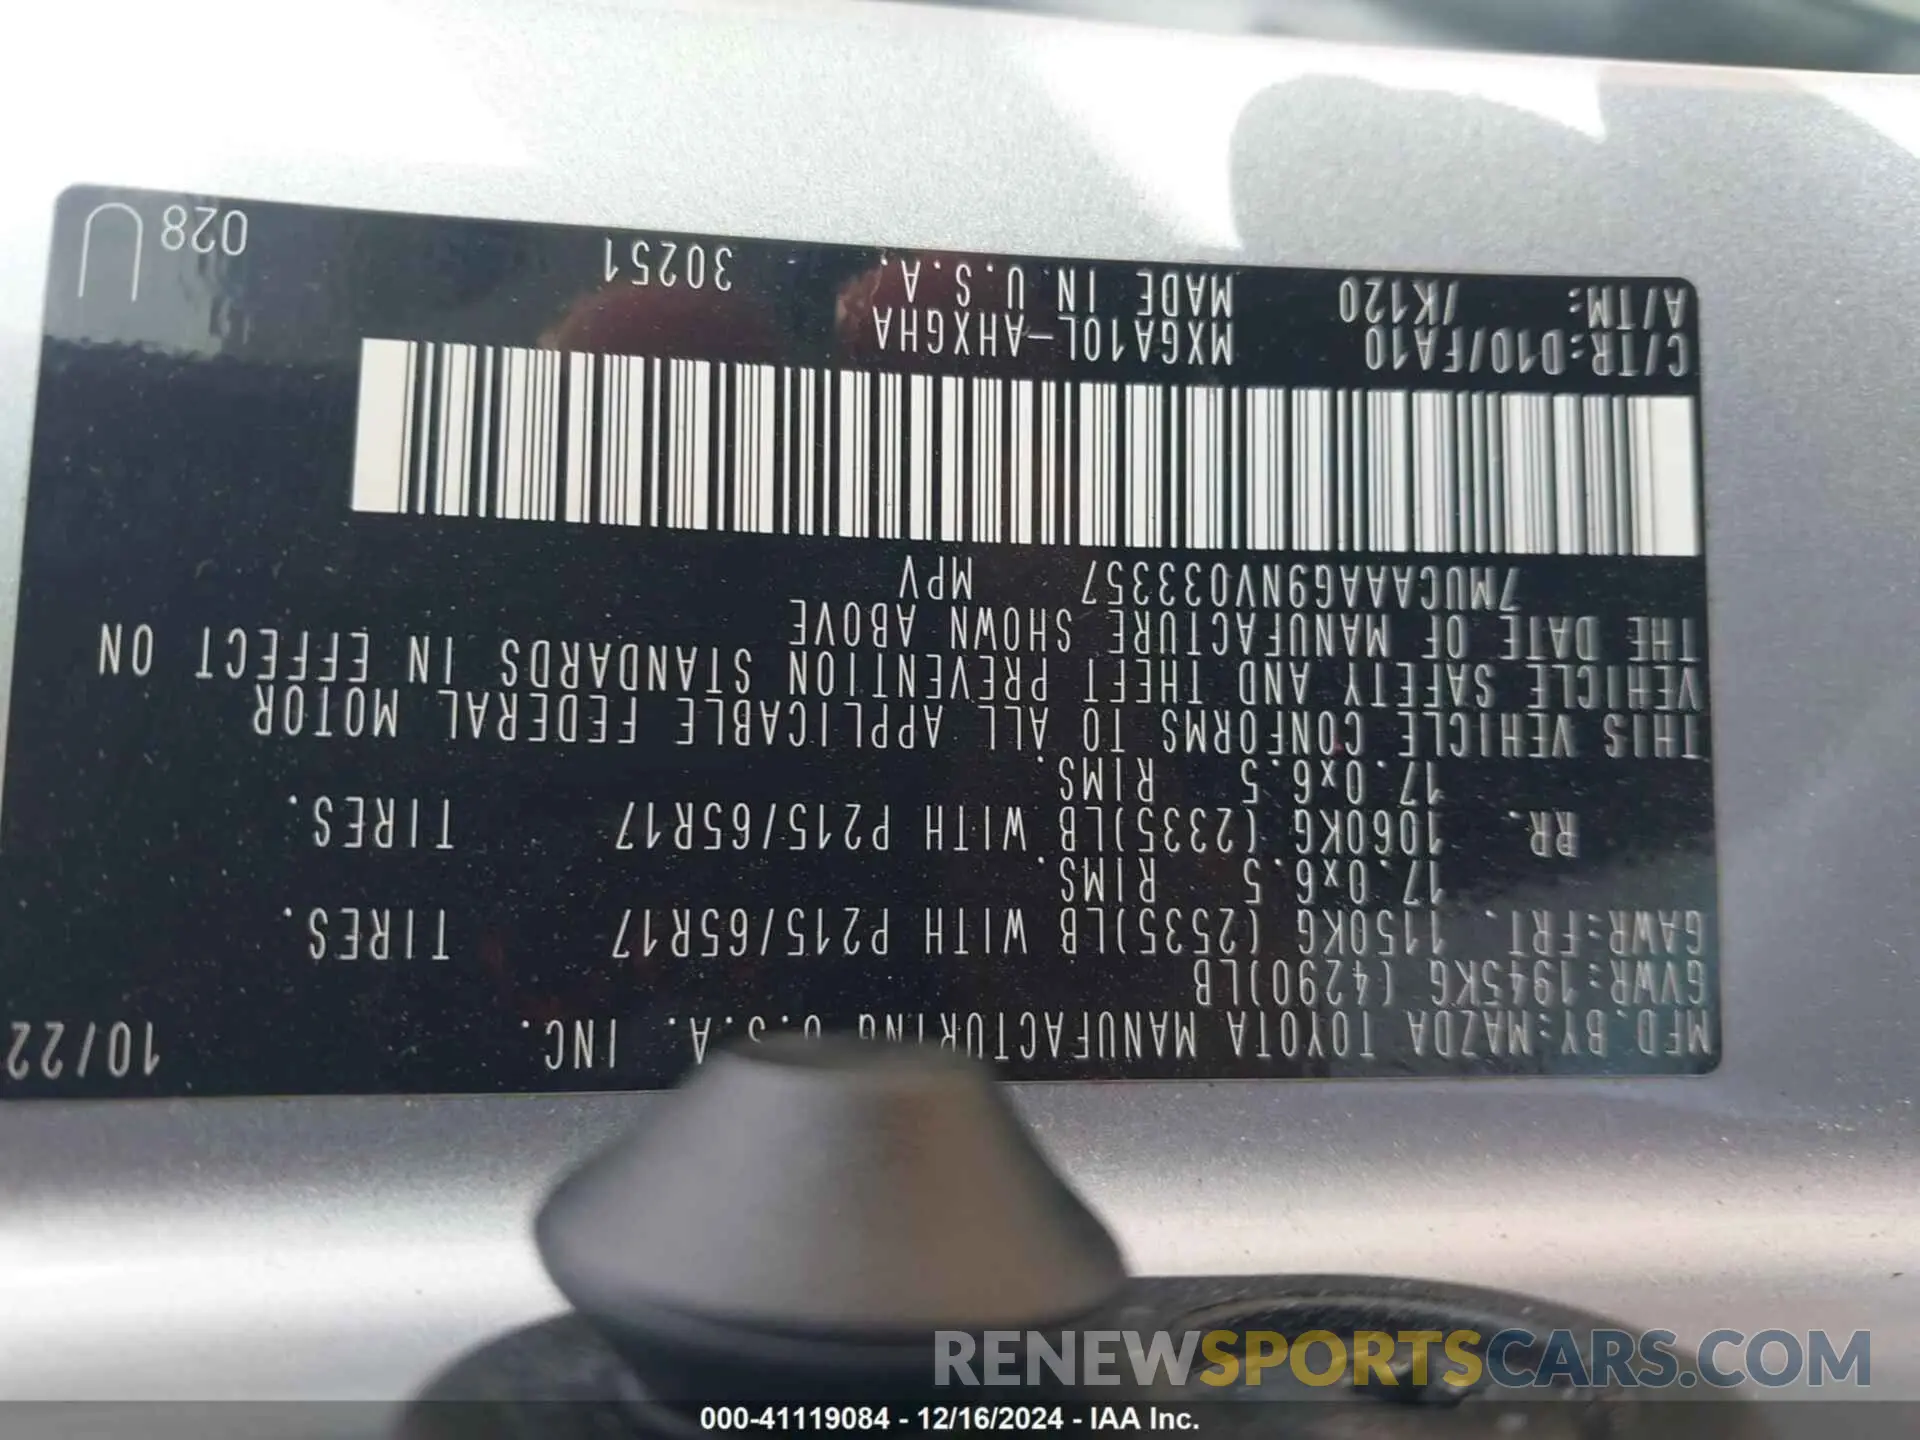 MFD. BY:MAZDA TOYOTA MANUFACTURING U.S.A., INC. 10/22
GVWR:1945KG (4290)LB
GAWR:FRT. 1150KG (2535)LB WITH P215/65R17 TIRES.
17.0x6.5 RIMS.
RR. 1060KG (2335)LB WITH P215/65R17 TIRES.
17.0x6.5 RIMS.
THIS VEHICLE CONFORMS TO ALL APPLICABLE FEDERAL MOTOR
VEHICLE SAFETY AND THEFT PREVENTION STANDARDS IN EFFECT ON
THE DATE OF MANUFACTURE SHOWN ABOVE
7MUCAAAG9NV033357 MPV
C/TR:D10/FA10 MXGA10L-AHXGHA
A/TM: /K120 MADE IN U.S.A. 30251
028 U
RENEWSPORTSCARS.COM
000-41119084 - 12/16/2024 - IAA Inc.